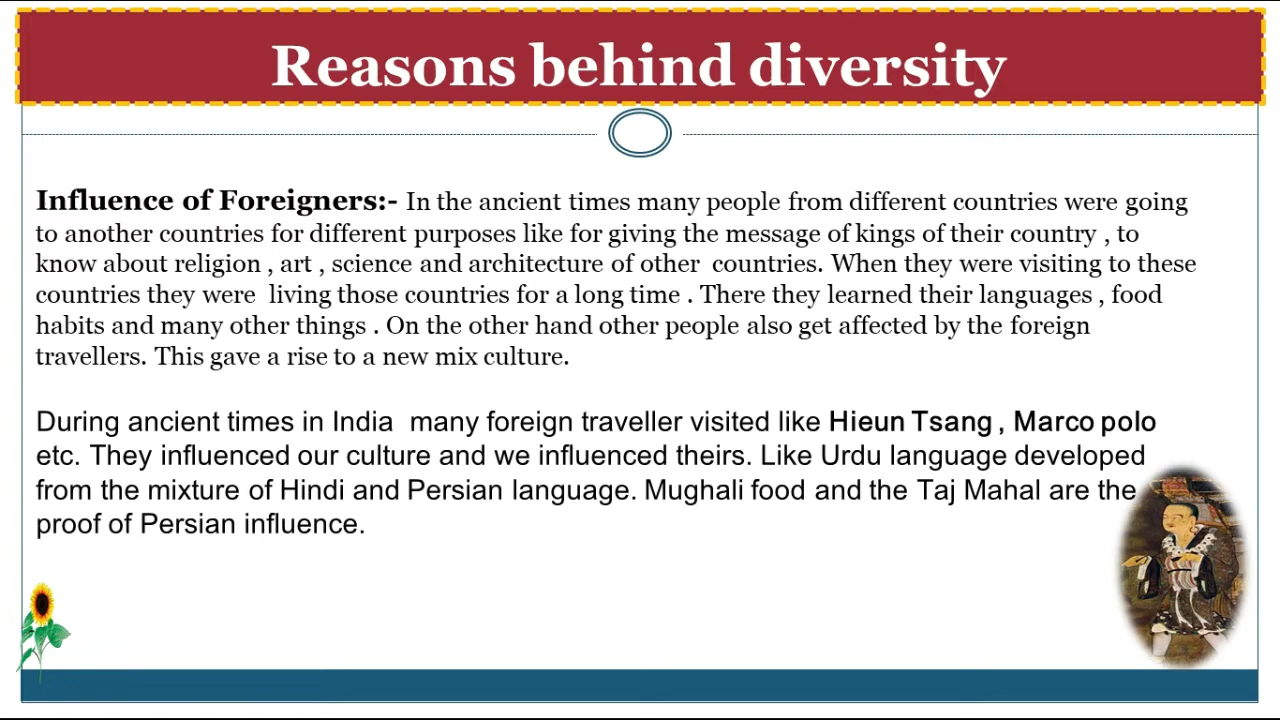 Reasons behind diversity
Influence of Foreigners:- In the ancient times many people from different countries were going
to another countries for different purposes like for giving the message of kings of their country , to
know about religion , art , science and architecture of other  countries. When they were visiting to these
countries they were  living those countries for a long time . There they learned their languages , food
habits and many other things . On the other hand other people also get affected by the foreign
travellers. This gave a rise to a new mix culture.
During ancient times in India  many foreign traveller visited like Hieun Tsang , Marco polo
etc. They influenced our culture and we influenced theirs. Like Urdu language developed
from the mixture of Hindi and Persian language. Mughali food and the Taj Mahal are the
proof of Persian influence.